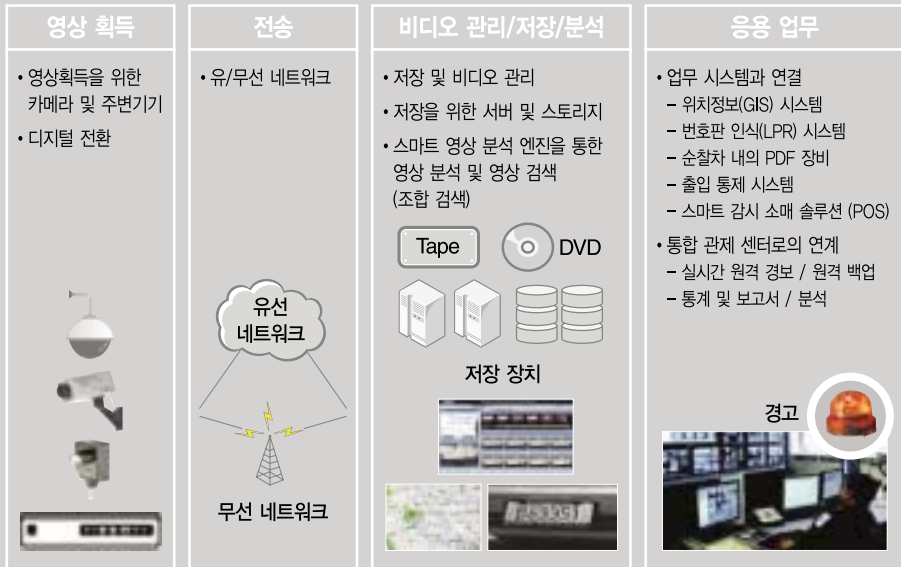 영상 획득
• 영상획득을 위한
카메라 및 주변기기
• 디지털 전환
전송
• 유/무선 네트워크
유선
네트워크
무선 네트워크
비디오 관리/저장/분석
• 저장 및 비디오 관리
• 저장을 위한 서버 및 스토리지
• 스마트 영상 분석 엔진을 통한
영상 분석 및 영상 검색
(조합 검색)
Tape
DVD
저장 장치
응용 업무
• 업무 시스템과 연결
– 위치정보(GIS) 시스템
– 번호판 인식(LPR) 시스템
– 순찰차 내의 PDF 장비
– 출입 통제 시스템
– 스마트 감시 소매 솔루션 (POS)
• 통합 관제 센터로의 연계
– 실시간 원격 경보 / 원격 백업
– 통계 및 보고서 / 분석
경고